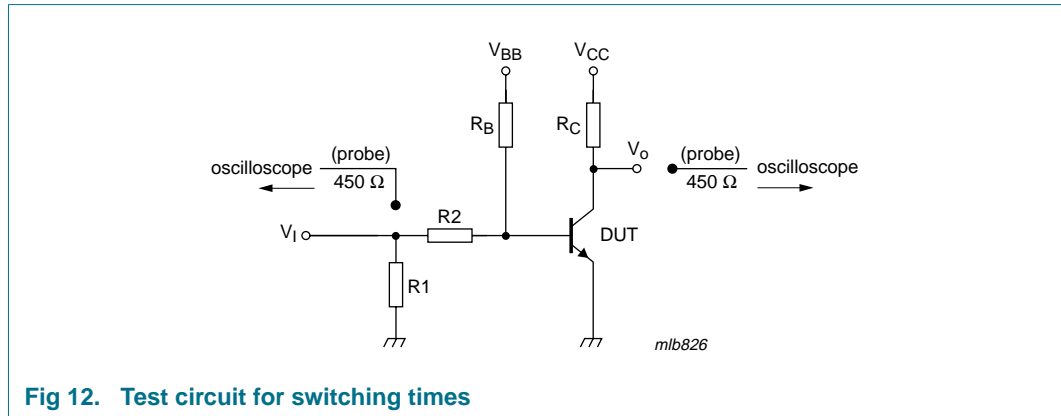 V_BB
V_CC
R_B
R_C
V_o
(probe)
450 Ω
oscilloscope
(probe)
450 Ω
oscilloscope
R2
V_I
DUT
R1
mlb826
Fig 12. Test circuit for switching times